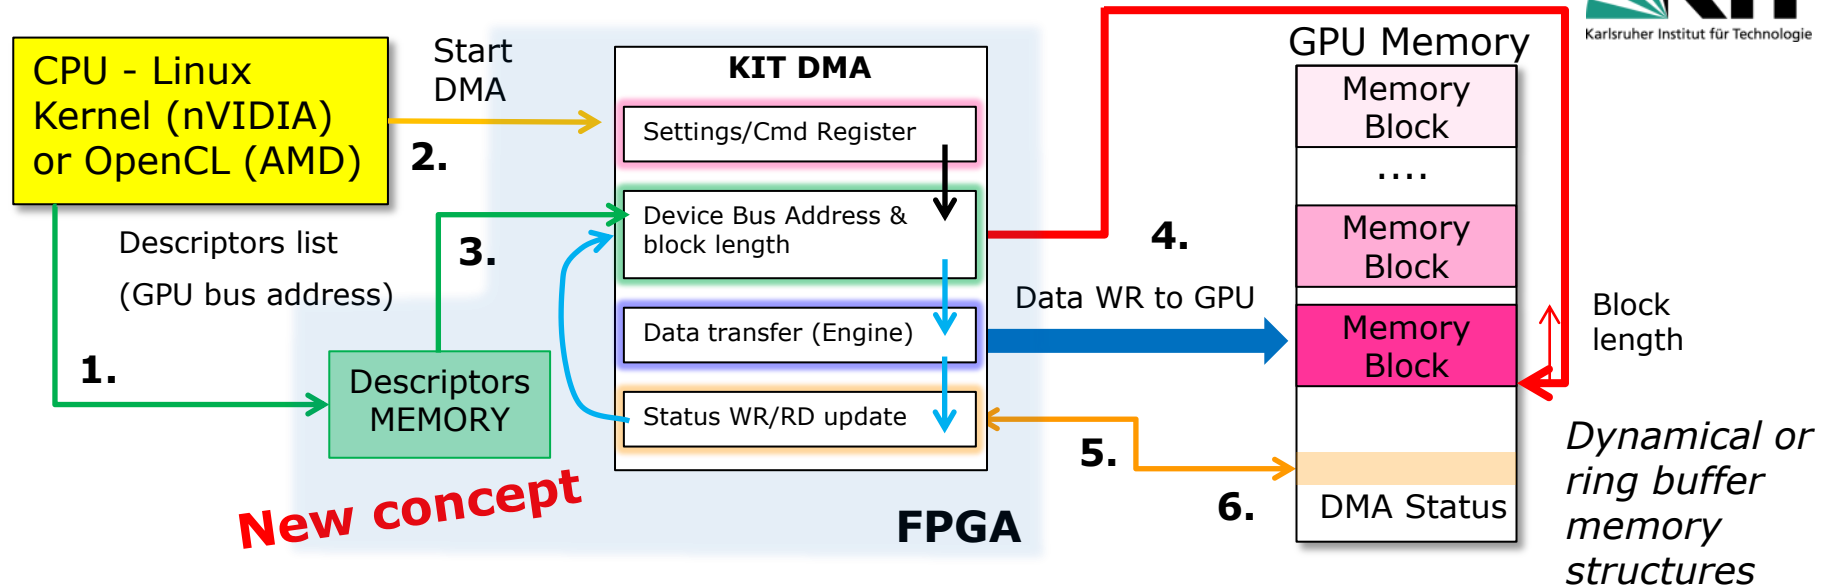 KIT
Karlsruher Institut für Technologie
CPU - Linux
Kernel (nVIDIA)
or OpenCL (AMD)
Start
DMA
2.
KIT DMA
Settings/Cmd Register
Device Bus Address &
block length
Data transfer (Engine)
Status WR/RD update
Descriptors list
(GPU bus address)
1.
3.
Descriptors
MEMORY
New concept
FPGA
4.
Data WR to GPU
5.
6.
GPU Memory
Memory
Block
....
Memory
Block
Memory
Block
DMA Status
Block
length
Dynamical or
ring buffer
memory
structures